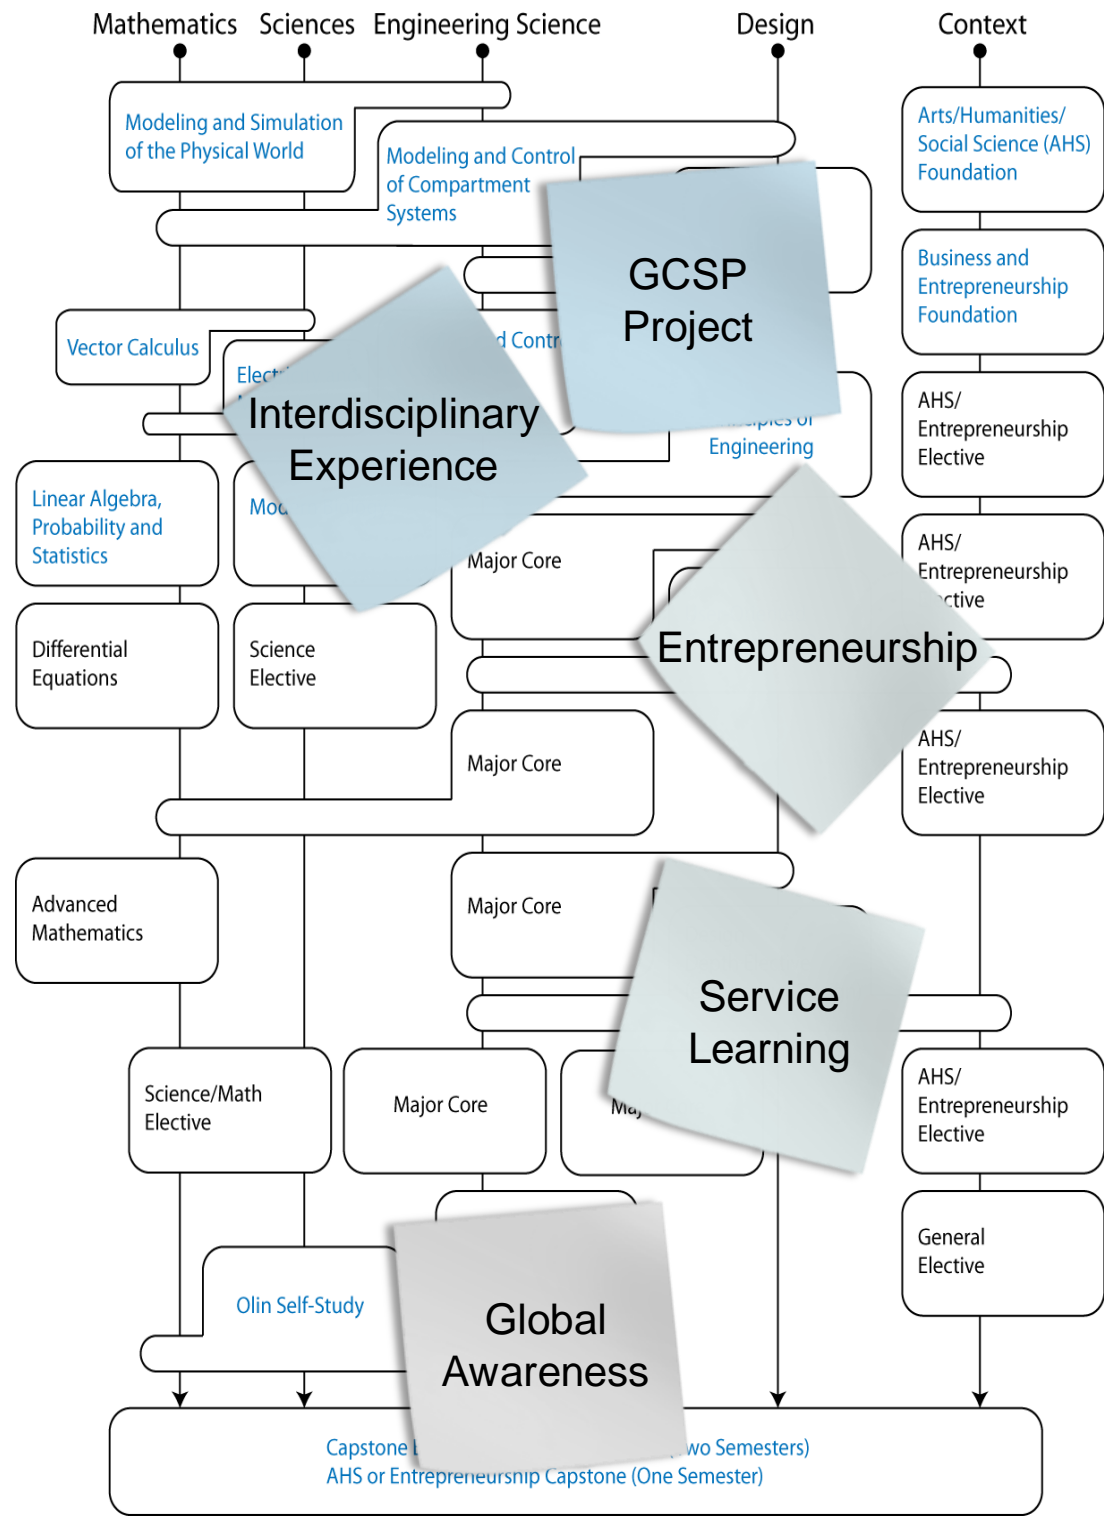 Mathematics
Sciences
Engineering Science
Design
Context
Modeling and Simulation
of the Physical World
Modeling and Control
of Compartment
Systems
Arts/Humanities/
Social Science (AHS)
Foundation
GCSP
Project
Business and
Entrepreneurship
Foundation
Vector Calculus
Interdisciplinary
Experience
Engineering
AHS/
Entrepreneurship
Elective
Linear Algebra,
Probability and
Statistics
Major Core
AHS/
Entrepreneurship
Differential
Equations
Science
Elective
Entrepreneurship
Major Core
AHS/
Entrepreneurship
Elective
Advanced
Mathematics
Major Core
Service
Learning
Science/Math
Elective
Major Core
AHS/
Entrepreneurship
Elective
General
Elective
Olin Self-Study
Global
Awareness
Capstone
Semesters)
AHS or Entrepreneurship Capstone (One Semester)